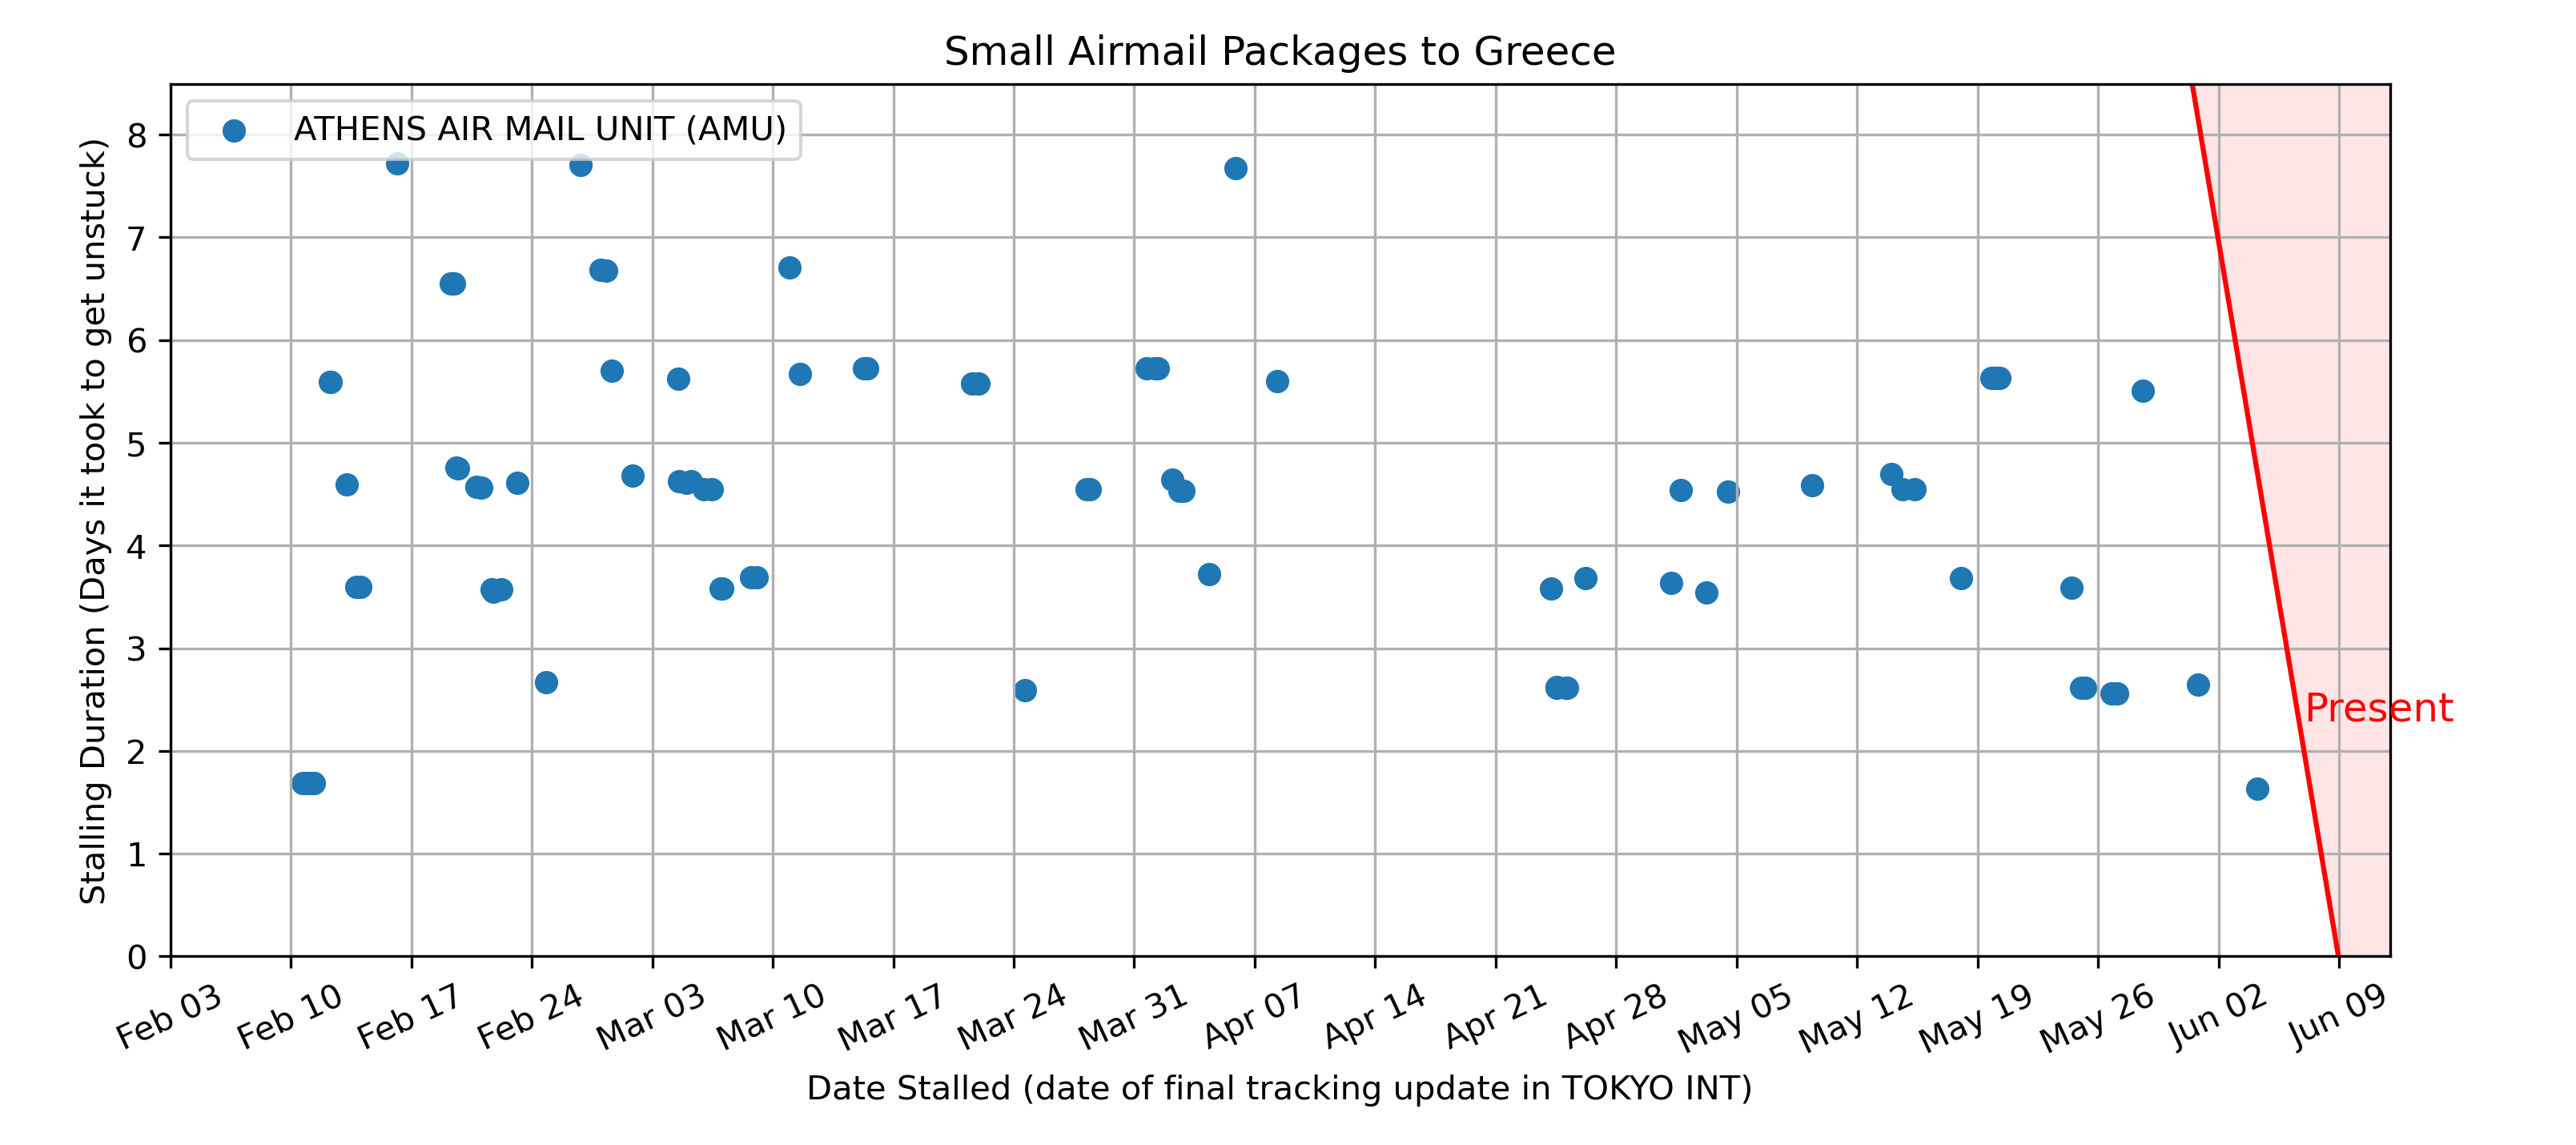 Small Airmail Packages to Greece
ATHENS AIR MAIL UNIT (AMU)
Stalling Duration (Days it took to get unstuck)
8
7
6
5
4
3
2
1
0
Present
Feb 03 Feb 10 Feb 17 Feb 24 Mar 03 Mar 10 Mar 17 Mar 24 Mar 31 Apr 07 Apr 14 Apr 21 Apr 28 May 05 May 12 May 19 May 26 Jun 02 Jun 09
Date Stalled (date of final tracking update in TOKYO INT)